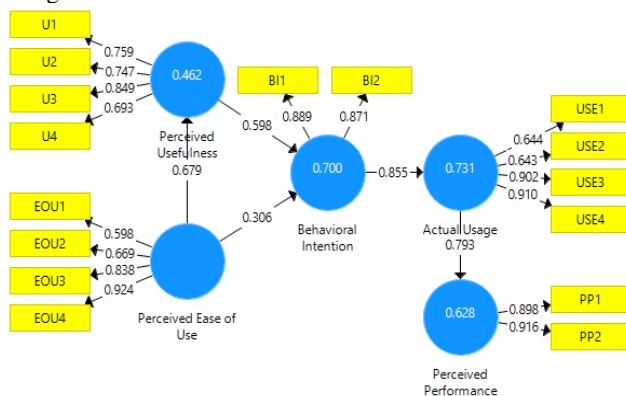 U1
U2
U3
U4
0.759
0.747
0.849
0.693
0.462
Perceived
Usefulness
0.679
BI1
BI2
0.889
0.871
0.598
0.700
Behavioral
Intention
0.306
0.855
0.731
Actual Usage
0.793
USE1
USE2
USE3
USE4
0.644
0.643
0.902
0.910
EOU1
EOU2
EOU3
EOU4
0.598
0.669
0.838
0.924
Perceived Ease of
Use
0.628
Perceived
Performance
0.898
0.916
PP1
PP2